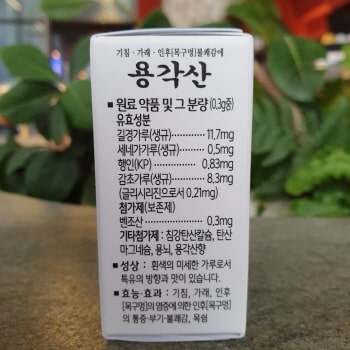 기침 · 가래 · 인후[목구멍]불쾌감에
용각산
■ 원료 약품 및 그 분량(0.3g중)
유효성분
길경가루(생규)············ 11.7mg
세네가가루(생규)·········· 0.5mg
행인(KP) ················ 0.83mg
감초가루(생규)············ 8.3mg
(글리시리진으로서 0.21mg)
첨가제(보존제)
벤조산 ··················· 0.3mg
기타첨가제 : 침강탄산칼슘, 탄산
마그네슘, 용뇌, 용각산향
■ 성상 : 흰색의 미세한 가루로서
특유의 방향과 맛이 있습니다.
■ 효능·효과 : 기침, 가래, 인후
[목구멍]의 염증에 의한 인후[목구멍]
의 통증·부기·불쾌감, 목쉼